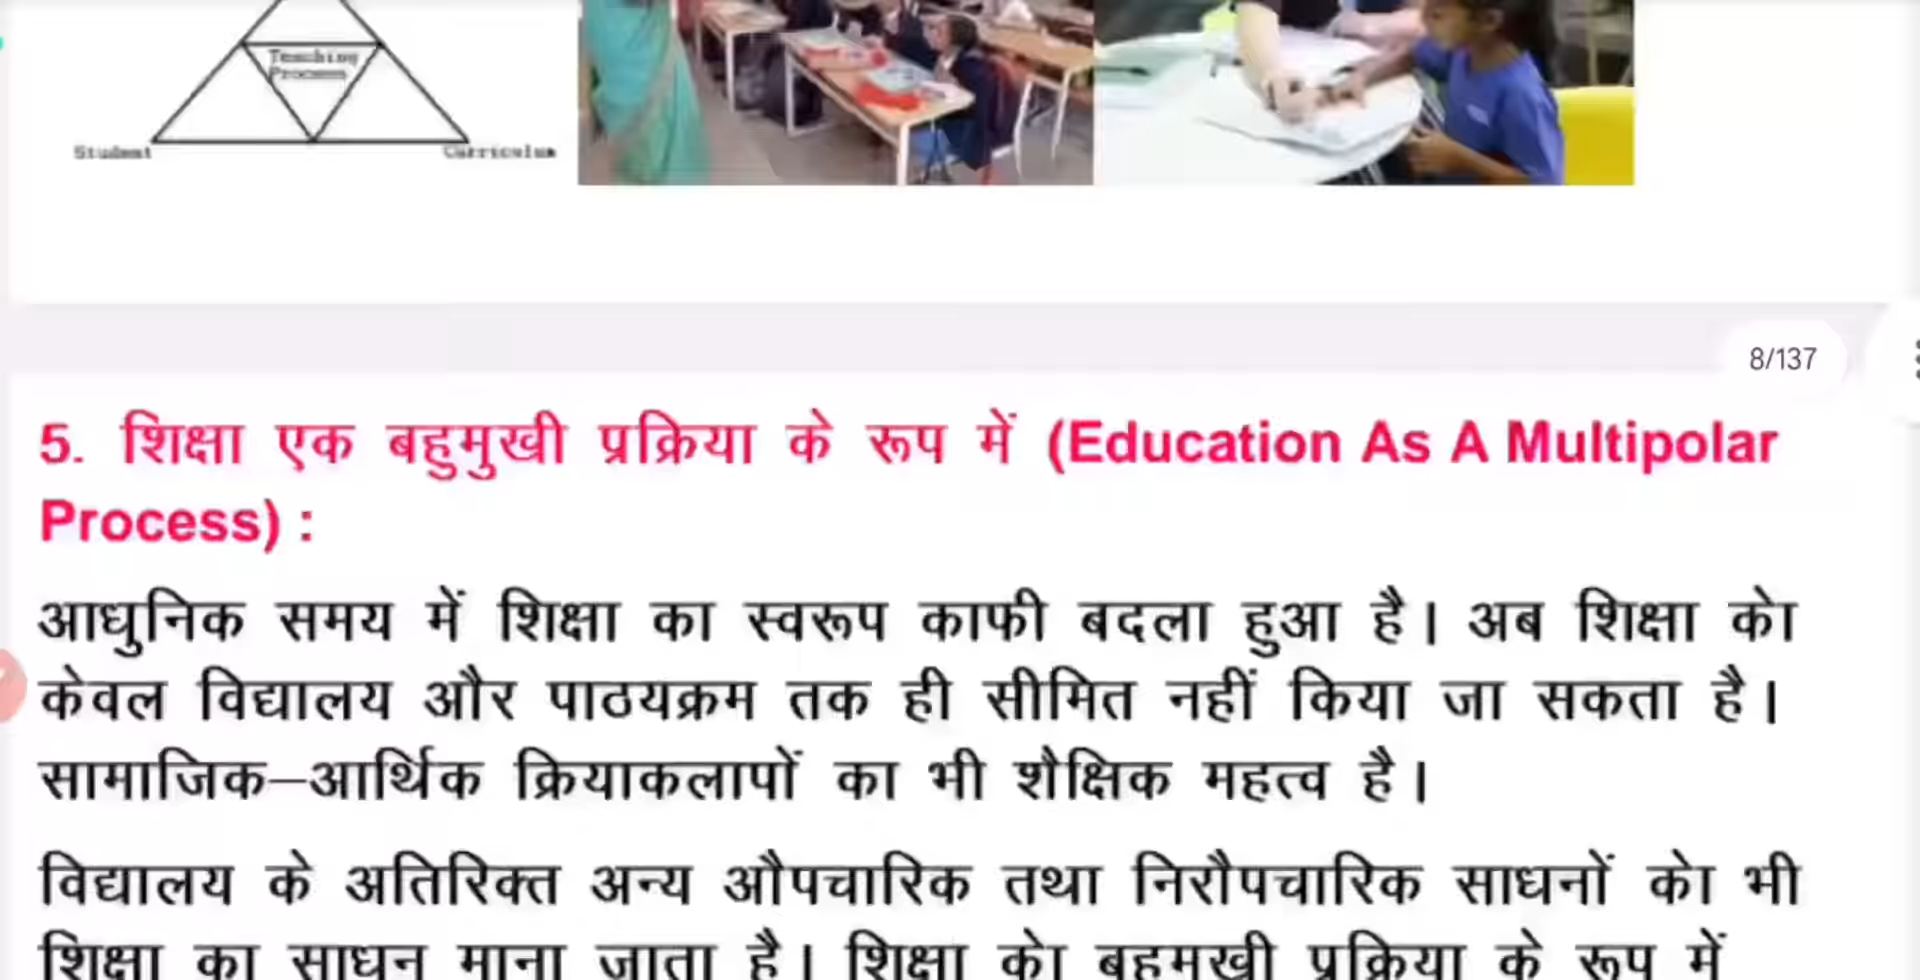 Teaching
Process
Student
Curriculum
8/137
5. शिक्षा एक बहुमुखी प्रक्रिया के रूप में (Education As A Multipolar
Process) :
आधुनिक समय में शिक्षा का स्वरूप काफी बदला हुआ है। अब शिक्षा को
केवल विद्यालय और पाठयक्रम तक ही सीमित नहीं किया जा सकता है।
सामाजिक–आर्थिक क्रियाकलापों का भी शैक्षिक महत्व है।
विद्यालय के अतिरिक्त अन्य औपचारिक तथा निरौपचारिक साधनों को भी
शिक्षा का साधन माना जाता है। शिक्षा को बहुमुखी प्रक्रिया के रूप में